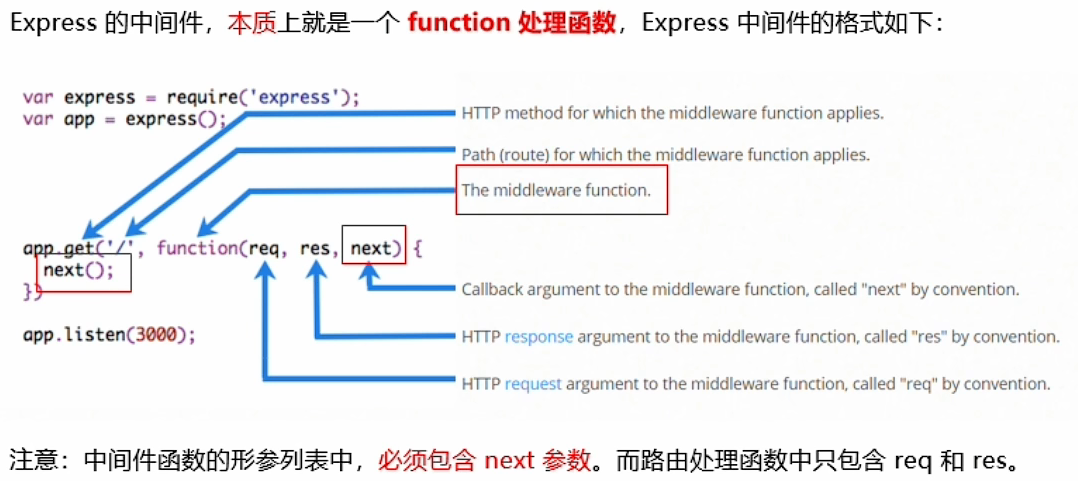 Express 的中间件，本质上就是一个 function 处理函数，Express 中间件的格式如下：
var express = require('express');
var app = express();
HTTP method for which the middleware function applies.
Path (route) for which the middleware function applies.
The middleware function.
app.get('/', function(req, res, next) {
next();
})
Callback argument to the middleware function, called "next" by convention.
app.listen(3000);
HTTP response argument to the middleware function, called "res" by convention.
HTTP request argument to the middleware function, called "req" by convention.
注意：中间件函数的形参列表中，必须包含 next 参数。而路由处理函数中只包含 req 和 res。